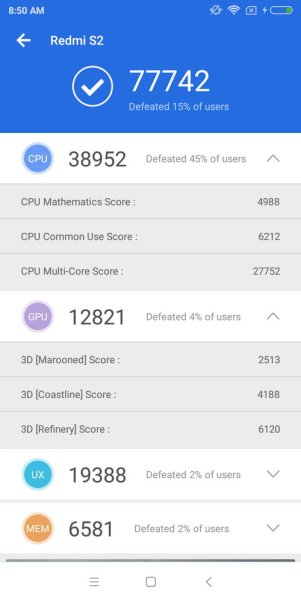 8:50 AM
Redmi S2
77742
Defeated 15% of users
CPU 38952 Defeated 45% of users
CPU Mathematics Score : 4988
CPU Common Use Score : 6212
CPU Multi-Core Score : 27752
GPU 12821 Defeated 4% of users
3D [Marooned] Score : 2513
3D [Coastline] Score : 4188
3D [Refinery] Score : 6120
UX 19388 Defeated 2% of users
MEM 6581 Defeated 2% of users